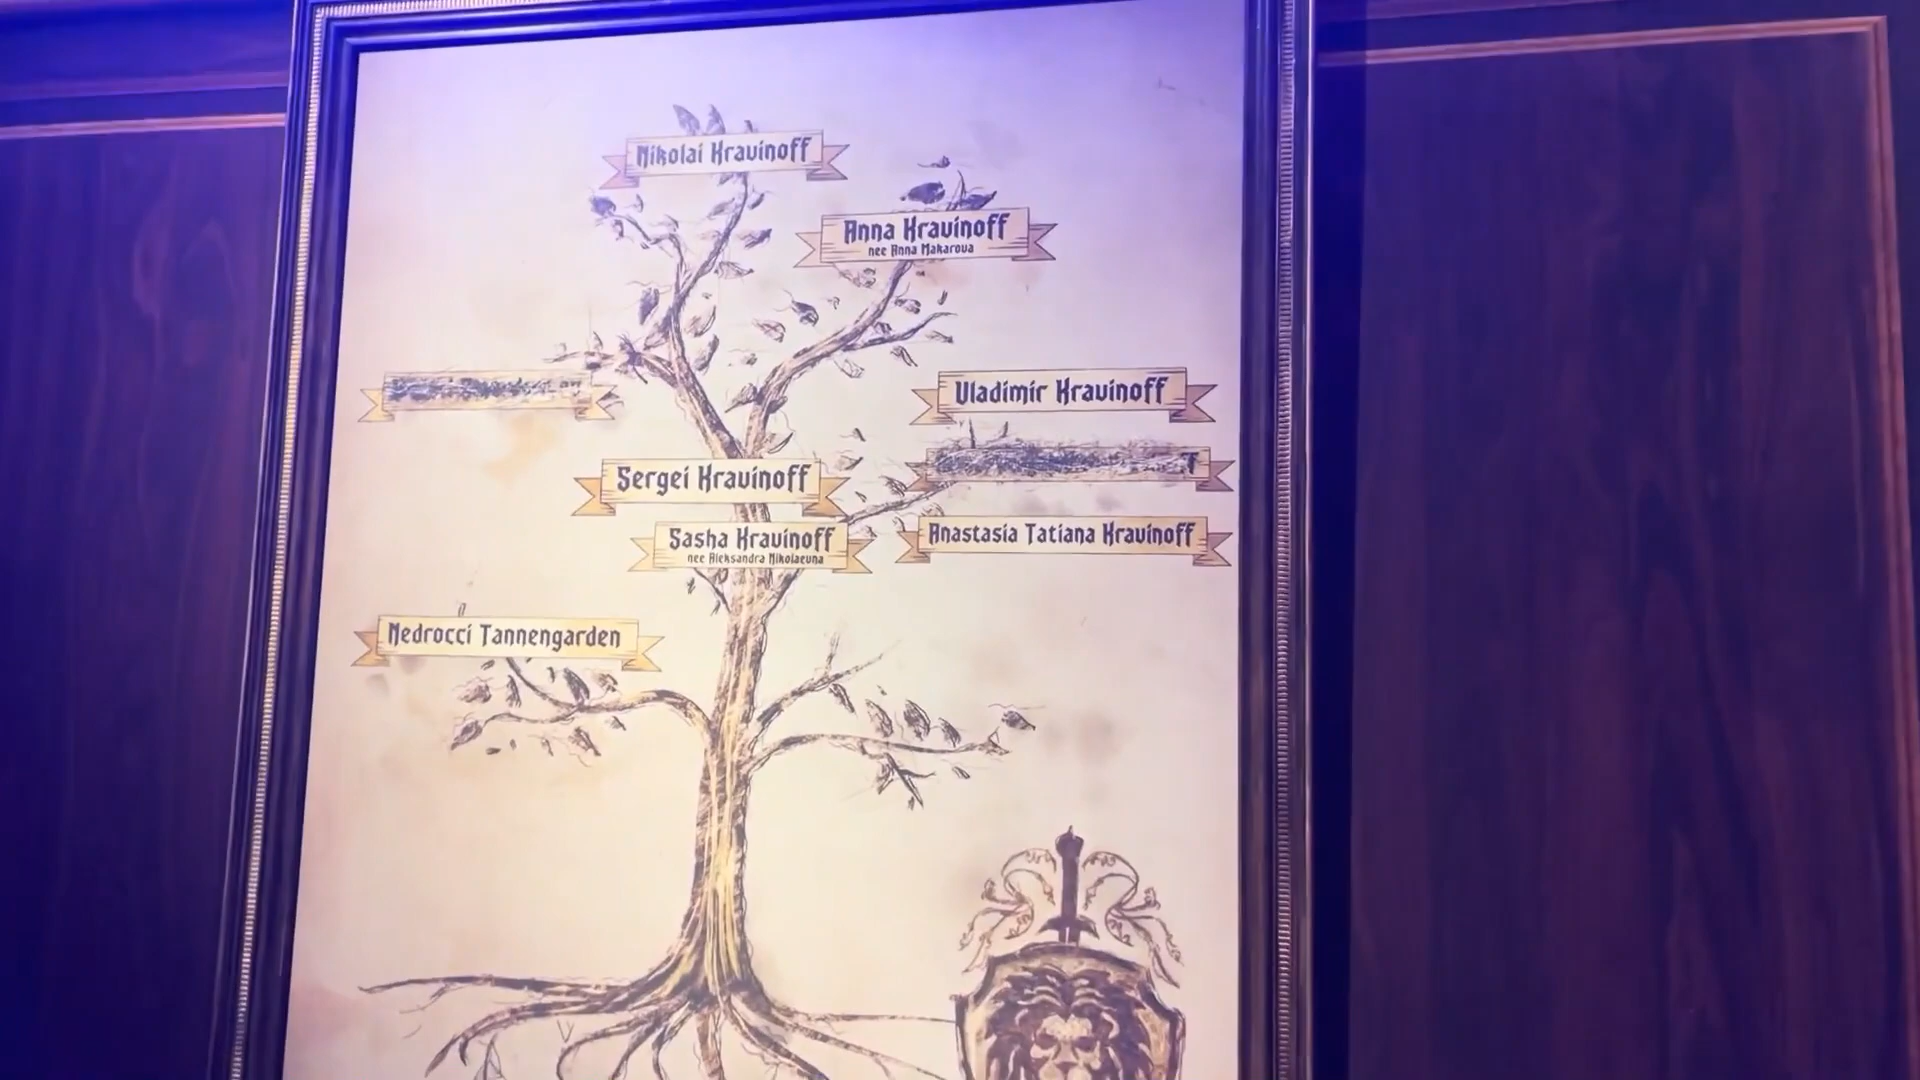 Nikolai Kravinoff
Anna Kravinoff
nee Anna Makarova
Vladimir Kravinoff
Sergei Kravinoff
Sasha Kravinoff
nee Aleksandra Nikolaevna
Anastasia Tatiana Kravinoff
Nedrocci Tannengarden